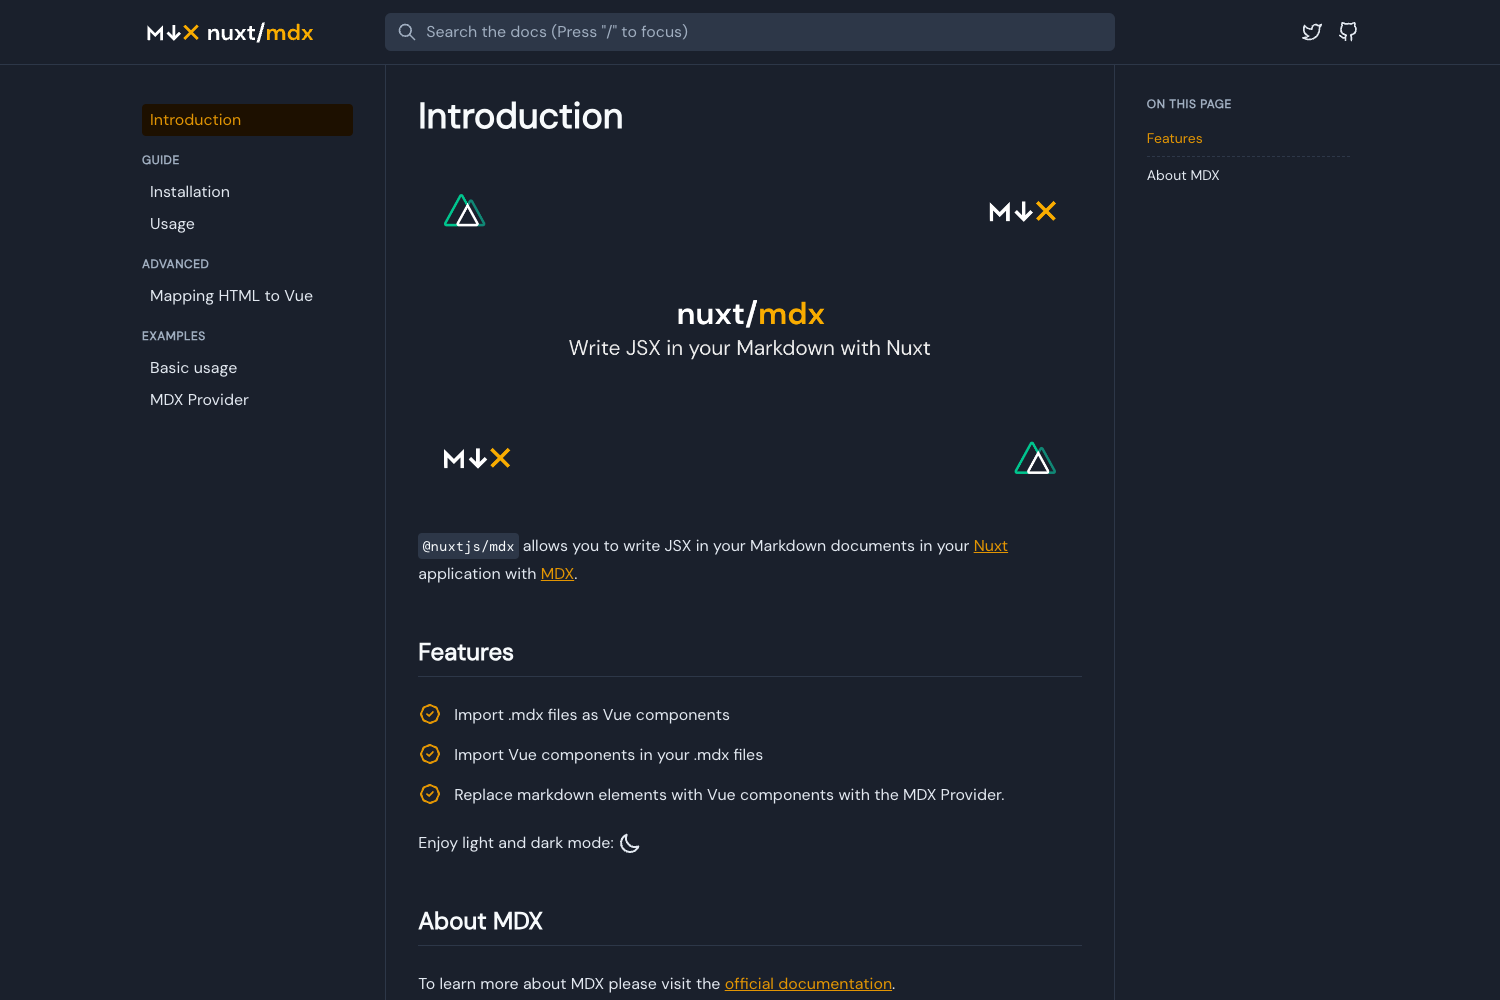 nuxt/mdx
Search the docs (Press "/" to focus)
Introduction
GUIDE
Installation
Usage
ADVANCED
Mapping HTML to Vue
EXAMPLES
Basic usage
MDX Provider
Introduction
nuxt/mdx
Write JSX in your Markdown with Nuxt
@nuxtjs/mdx allows you to write JSX in your Markdown documents in your Nuxt
application with MDX.
Features
Import .mdx files as Vue components
Import Vue components in your .mdx files
Replace markdown elements with Vue components with the MDX Provider.
Enjoy light and dark mode:
About MDX
To learn more about MDX please visit the official documentation.
ON THIS PAGE
Features
About MDX